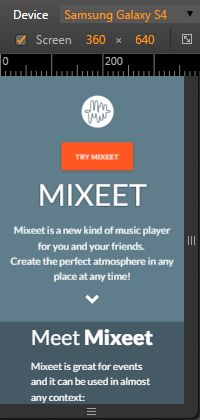 Device Samsung Galaxy S4
Screen 360 × 640
0 200
TRY MIXEET
MIXEET
Mixeet is a new kind of music player
for you and your friends.
Create the perfect atmosphere in any
place at any time!
Meet Mixeet
Mixeet is great for events
and it can be used in almost
any context: